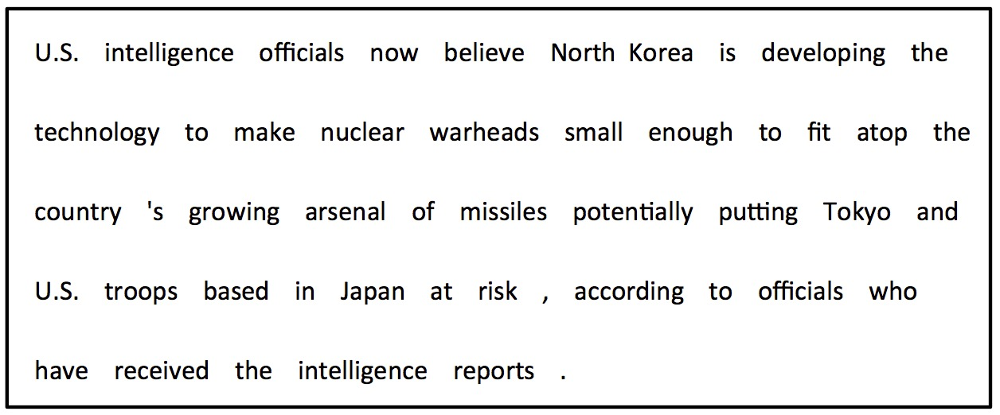 U.S. intelligence officials now believe North Korea is developing the
technology to make nuclear warheads small enough to fit atop the
country 's growing arsenal of missiles potentially putting Tokyo and
U.S. troops based in Japan at risk , according to officials who
have received the intelligence reports .